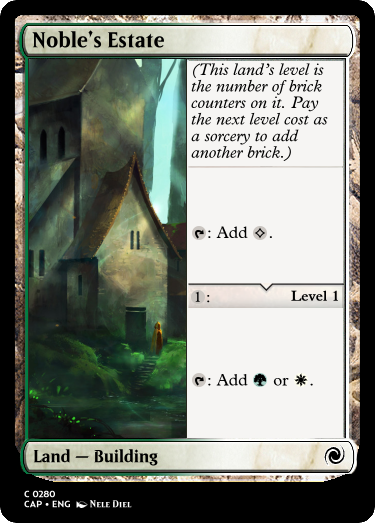 Noble's Estate
(This land's level is
the number of brick
counters on it. Pay
the next level cost as
a sorcery to add
another brick.)
: Add .
1 : Level 1
: Add or .
Land — Building
C 0280
CAP • ENG Nele Diel